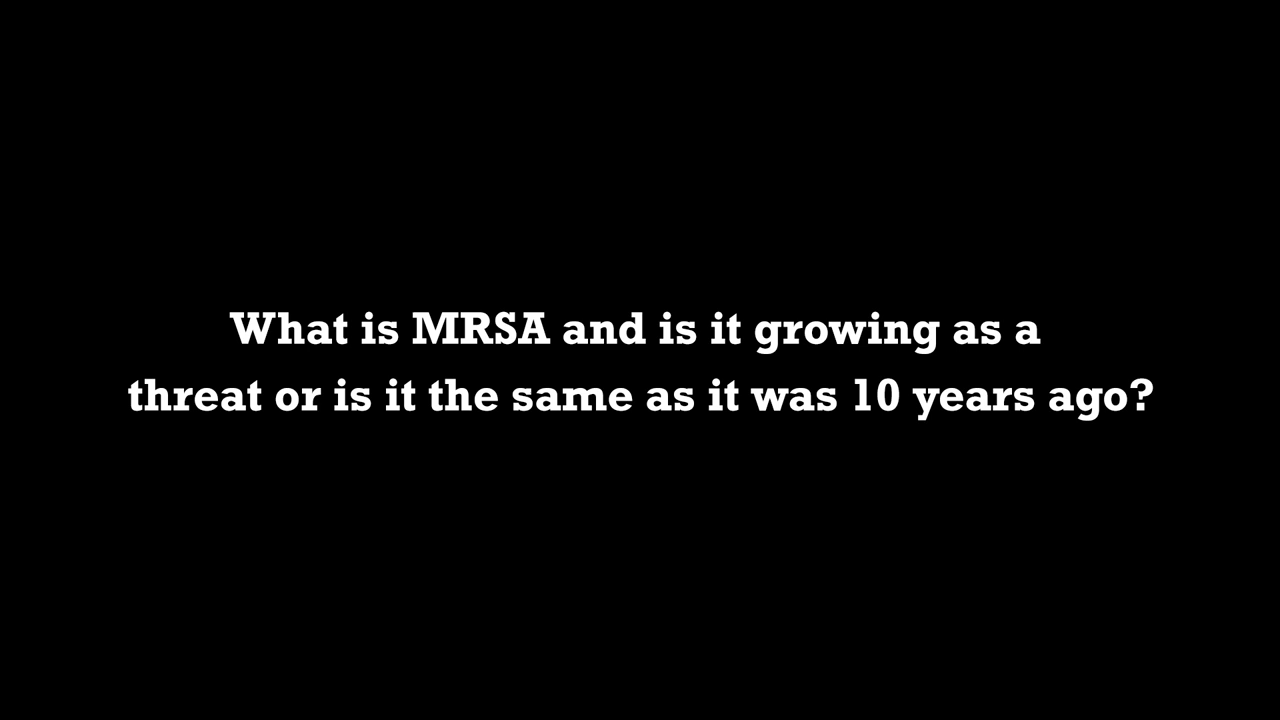 What is MRSA and is it growing as a
threat or is it the same as it was 10 years ago?